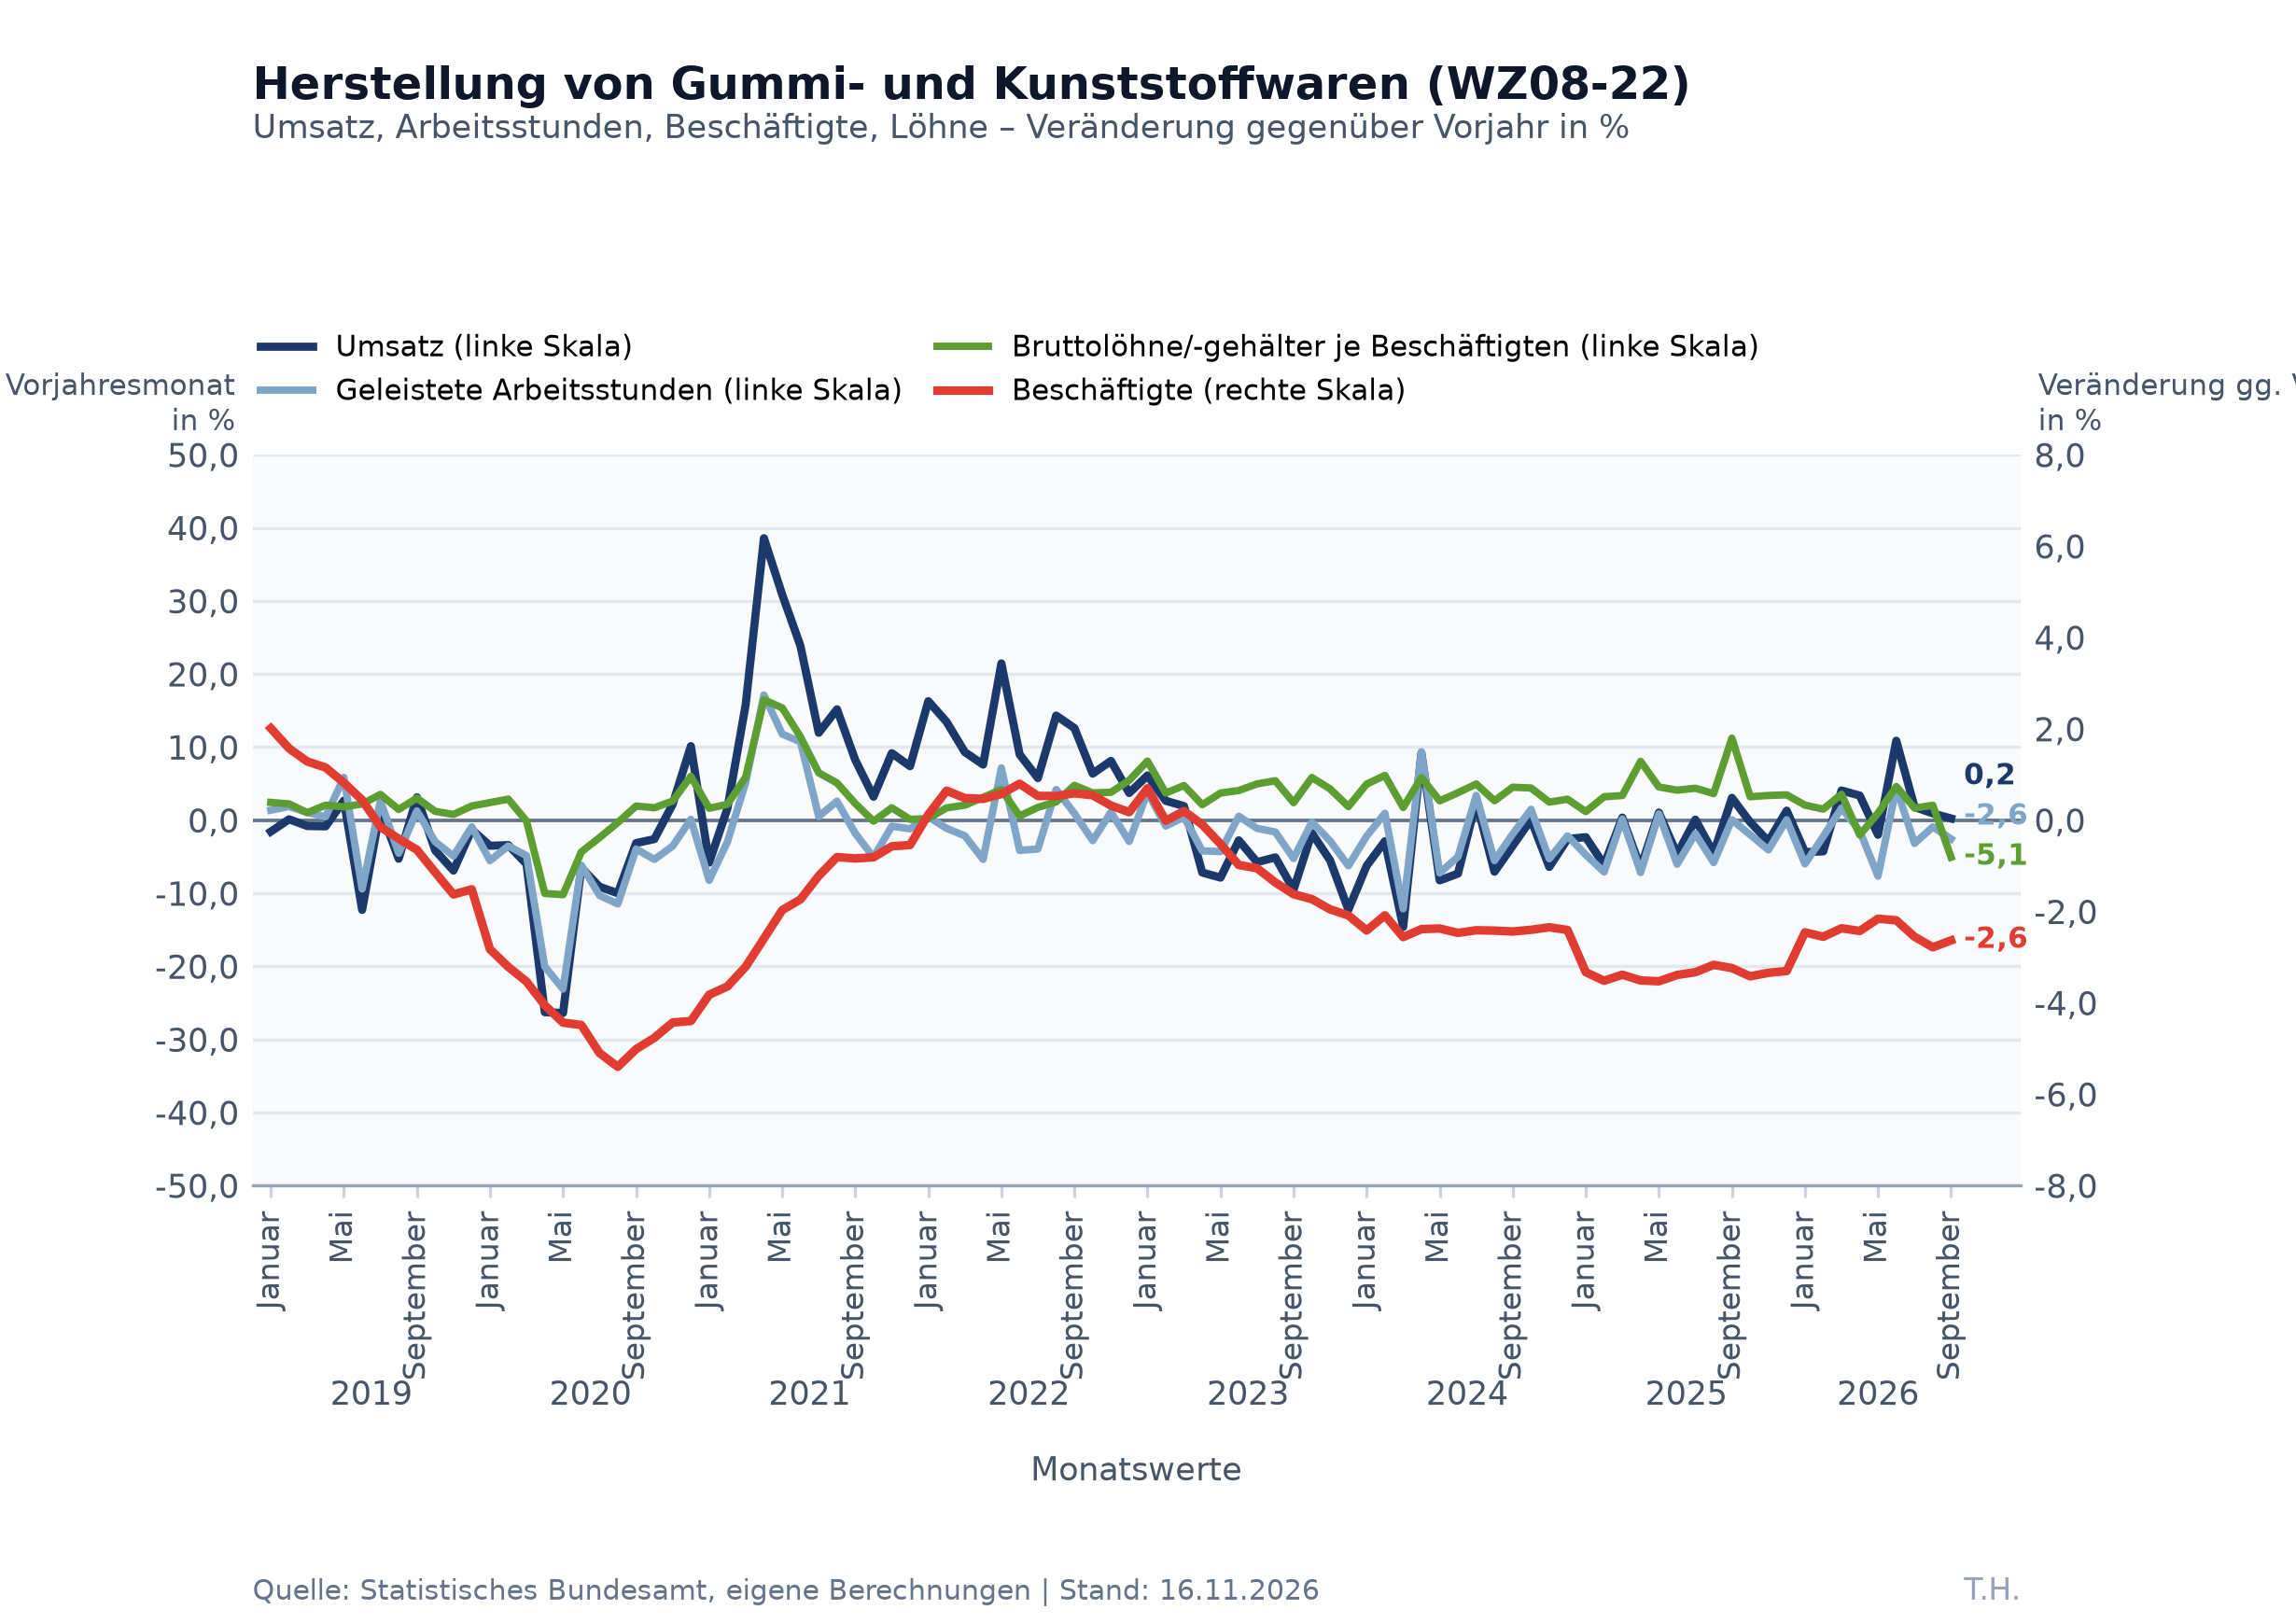 Herstellung von Gummi- und Kunststoffwaren (WZ08-22)
Umsatz, Arbeitsstunden, Beschäftigte, Löhne – Veränderung gegenüber Vorjahr in %
Umsatz (linke Skala)
Bruttolöhne/-gehälter je Beschäftigten (linke Skala)
Geleistete Arbeitsstunden (linke Skala)
Beschäftigte (rechte Skala)
Vorjahresmonat
in %
Veränderung gg.
in %
50,0
40,0
30,0
20,0
10,0
0,0
-10,0
-20,0
-30,0
-40,0
-50,0
8,0
6,0
4,0
2,0
0,0
-2,0
-4,0
-6,0
-8,0
0,2
-2,6
-5,1
-2,6
Januar
Mai
September
Januar
Mai
September
Januar
Mai
September
Januar
Mai
September
Januar
Mai
September
Januar
Mai
September
Januar
Mai
September
Januar
Mai
September
2019
2020
2021
2022
2023
2024
2025
2026
Monatswerte
Quelle: Statistisches Bundesamt, eigene Berechnungen | Stand: 16.11.2026
T.H.